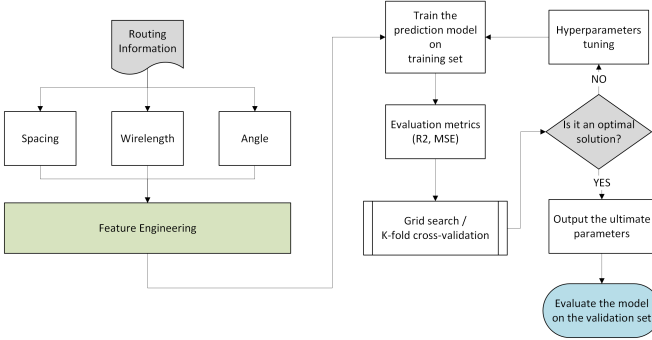 Routing
Information
Spacing
Wirelength
Angle
Feature Engineering
Train the
prediction model
on
training set
Evaluation metrics
(R2, MSE)
Grid search /
K-fold cross-validation
Hyperparameters
tuning
NO
Is it an optimal
solution?
YES
Output the ultimate
parameters
Evaluate the model
on the validation set